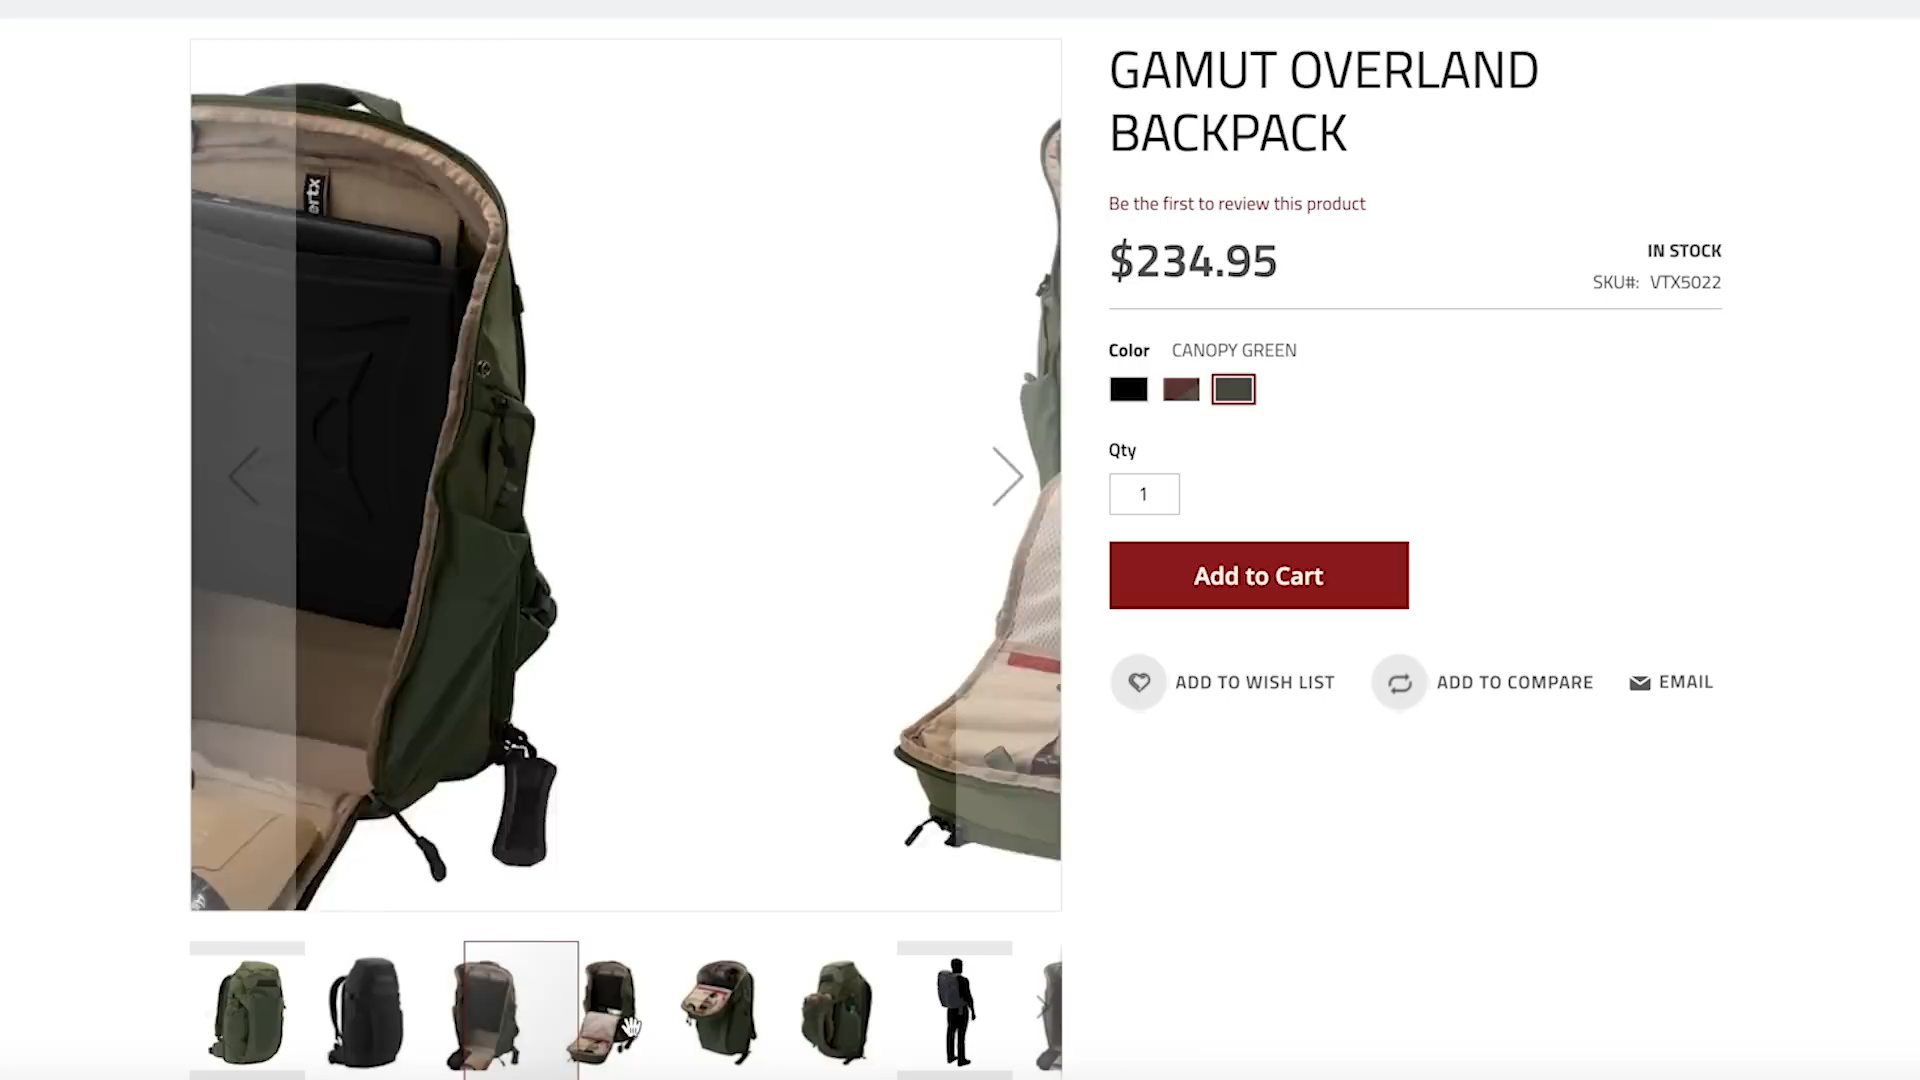 GAMUT OVERLAND
BACKPACK
Be the first to review this product
$234.95
IN STOCK
SKU#: VTX5022
Color CANOPY GREEN
Qty
1
Add to Cart
ADD TO WISH LIST
ADD TO COMPARE
EMAIL
ertx